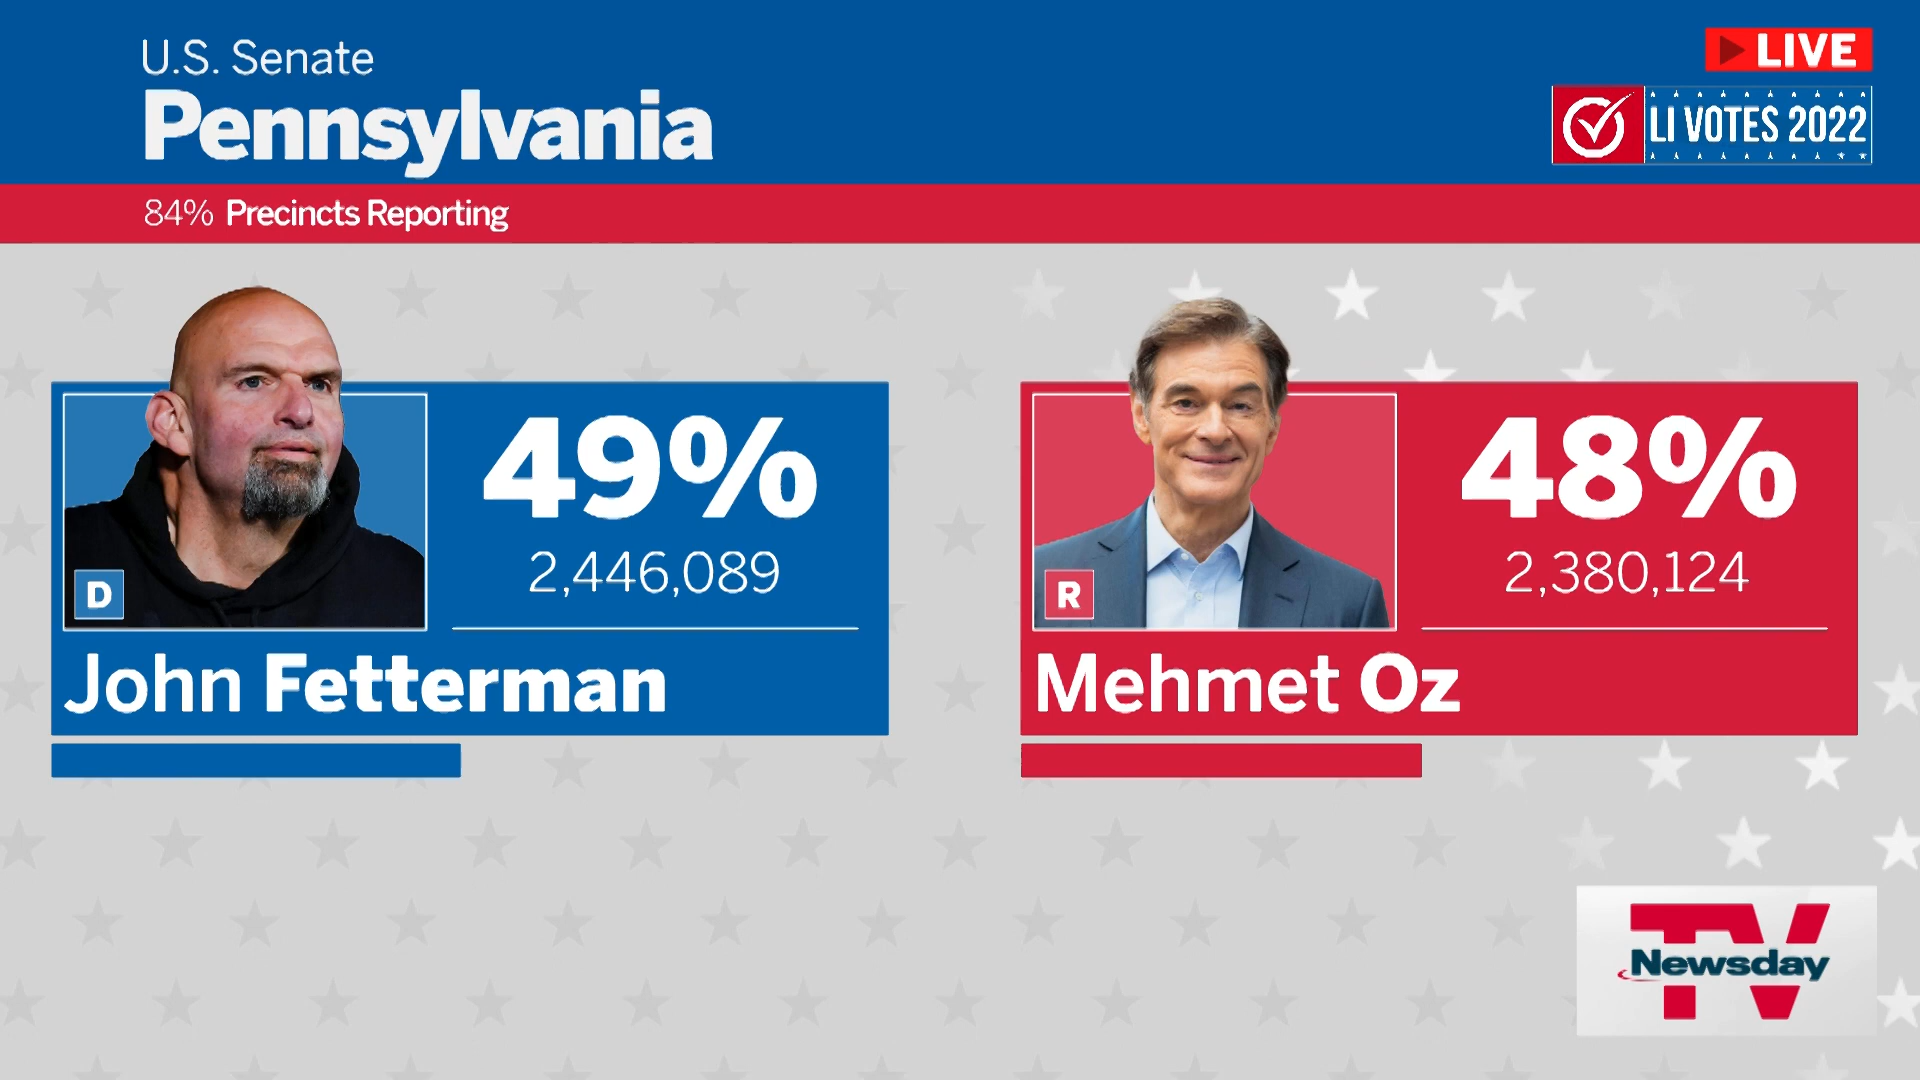 U.S. Senate
Pennsylvania
LIVE
LI VOTES 2022
84% Precincts Reporting
49%
2,446,089
D
John Fetterman
48%
2,380,124
R
Mehmet Oz
TV
Newsday